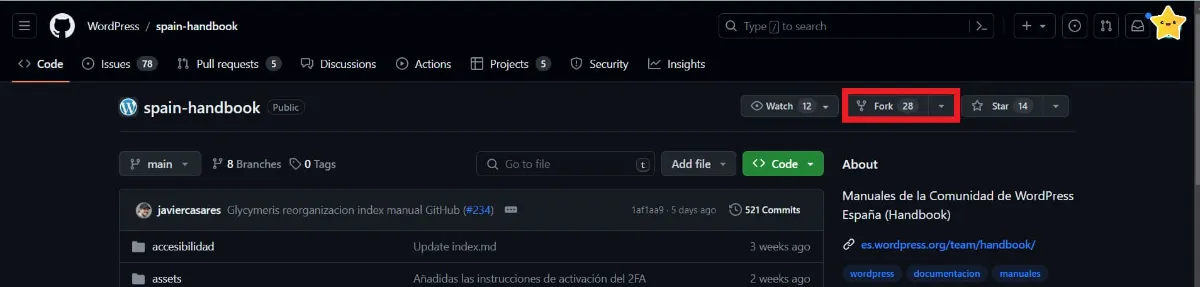 WordPress / spain-handbook
Type / to search
Code Issues 78 Pull requests 5 Discussions Actions Projects 5 Security Insights
spain-handbook Public
Watch 12 Fork 28 Star 14
main 8 Branches 0 Tags Go to file t Add file Code
About
Manuales de la Comunidad de WordPress
España (Handbook)
javiercasares Glycymeris reorganizacion index manual GitHub (#234) 1af1aa9 · 5 days ago 521 Commits
es.wordpress.org/team/handbook/
accesibilidad Update index.md 3 weeks ago
wordpress documentacion manuales
assets Añadidas las instrucciones de activación del 2FA 2 weeks ago